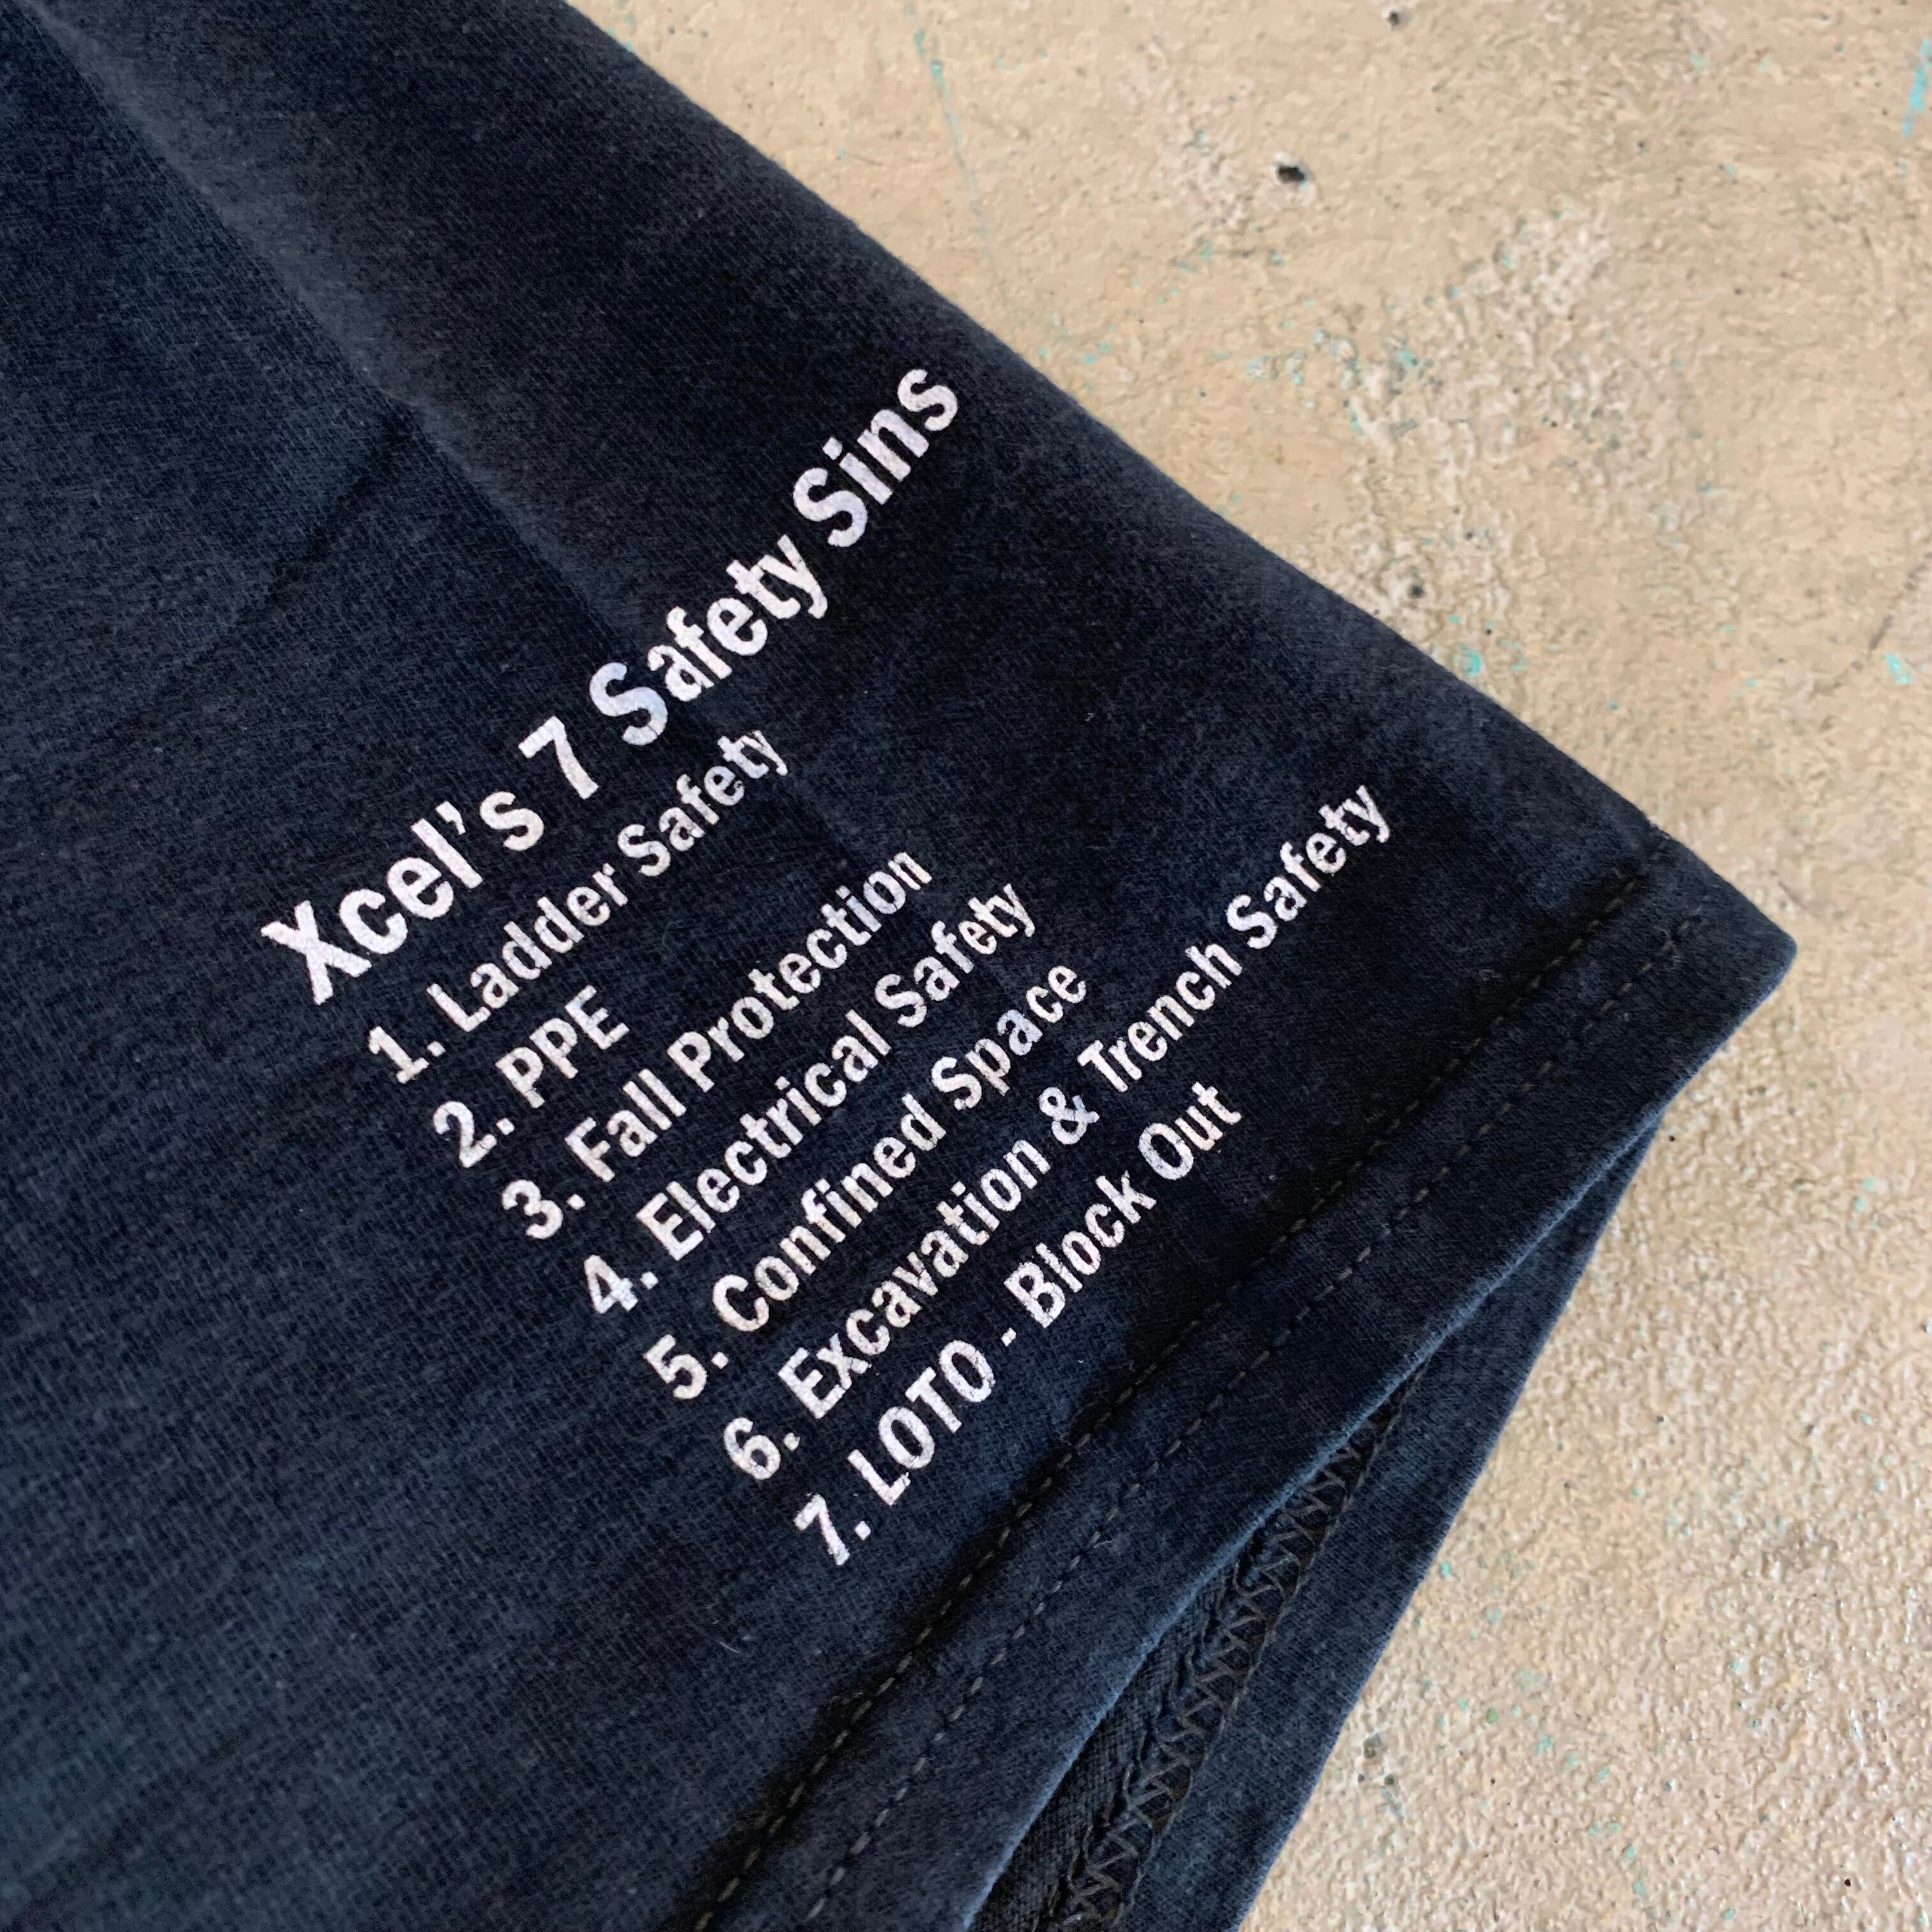 Xcel's 7 Safety Sins
1. Ladder Safety
2. PPE
3. Fall Protection
4. Electrical Safety
5. Confined Space
6. Excavation & Trench Safety
7. LOTO - Block Out